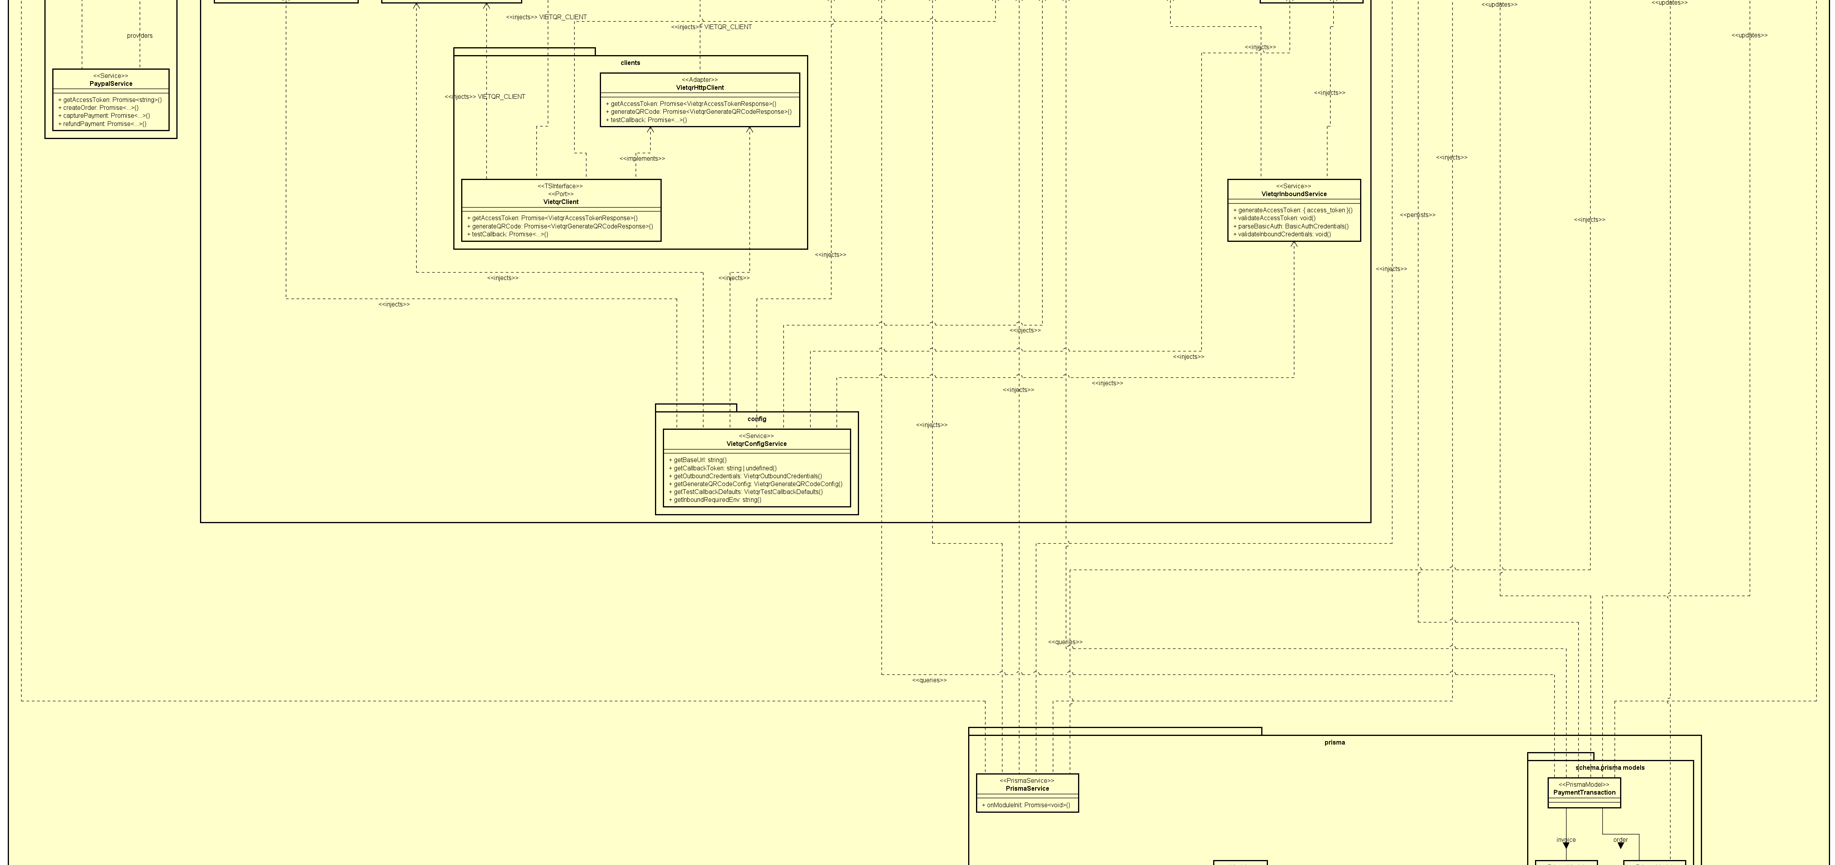 <<updates>>
<<updates>>
<<injects>> VIETQR_CLIENT
<<injects>> VIETQR_CLIENT
providers
<<updates>>
<<injects>>
clients
<<Service>>
PaypalService
+ getAccessToken: Promise<string>()
+ createOrder: Promise<...>()
+ capturePayment: Promise<...>()
+ refundPayment: Promise<...>()
<<Adapter>>
VietqrHttpClient
+ getAccessToken: Promise<VietqrAccessTokenResponse>()
+ generateQRCode: Promise<VietqrGenerateQRCodeResponse>()
+ testCallback: Promise<...>()
<<injects>> VIETQR_CLIENT
<<injects>>
<<implements>>
<<injects>>
<<TSInterface>>
<<Port>>
VietqrClient
+ getAccessToken: Promise<VietqrAccessTokenResponse>()
+ generateQRCode: Promise<VietqrGenerateQRCodeResponse>()
+ testCallback: Promise<...>()
<<Service>>
VietqrInboundService
+ generateAccessToken: { access_token }()
+ validateAccessToken: void()
+ parseBasicAuth: BasicAuthCredentials()
+ validateInboundCredentials: void()
<<persists>>
<<injects>>
<<injects>>
<<injects>>
<<injects>>
<<injects>>
<<injects>>
<<injects>>
<<injects>>
<<injects>>
<<injects>>
<<injects>>
config
<<injects>>
<<Service>>
VietqrConfigService
+ getBaseUrl: string()
+ getCallbackToken: string | undefined()
+ getOutboundCredentials: VietqrOutboundCredentials()
+ getGenerateQRCodeConfig: VietqrGenerateQRCodeConfig()
+ getTestCallbackDefaults: VietqrTestCallbackDefaults()
+ getInboundRequiredEnv: string()
<<queries>>
<<queries>>
prisma
schema.prisma models
<<PrismaService>>
PrismaService
+ onModuleInit: Promise<void>()
<<PrismaModel>>
PaymentTransaction
invoice
order